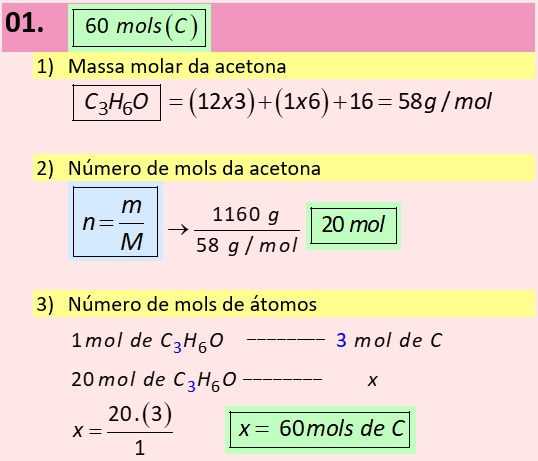 01. 60 mols(C)
1) Massa molar da acetona
C₃H₆O = (12x3)+(1x6)+16 = 58g / mol
2) Número de mols da acetona
n = m/M → 1160 g / 58 g / mol 20 mol
3) Número de mols de átomos
1mol de C₃H₆O -------- 3 mol de C
20 mol de C₃H₆O -------- x
x = 20.(3) / 1 x = 60mols de C